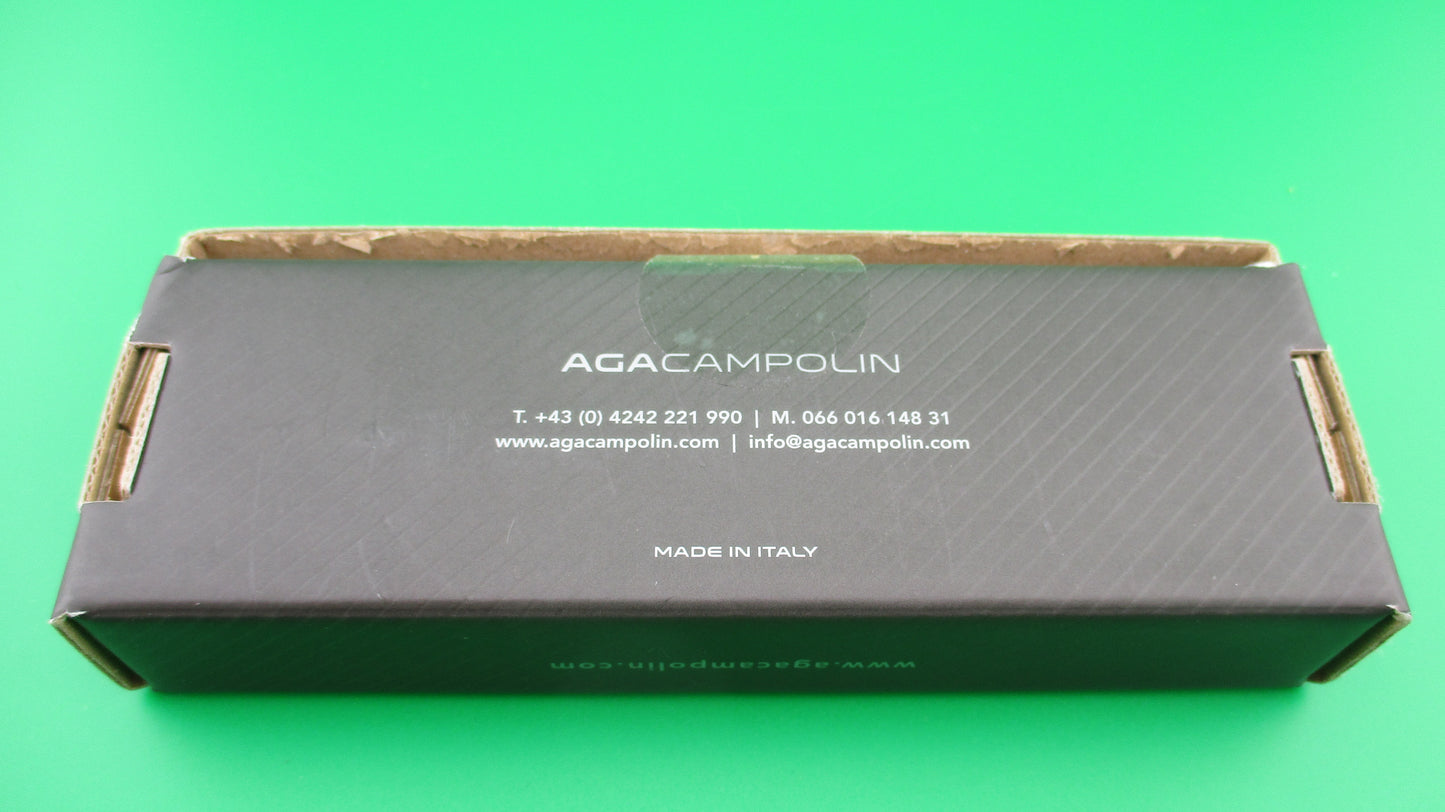 AGACAMPOLIN
T. +43 (0) 4242 221 990 | M. 066 016 148 31
www.agacampolin.com | info@agacampolin.com
MADE IN ITALY
www.agacampolin.com